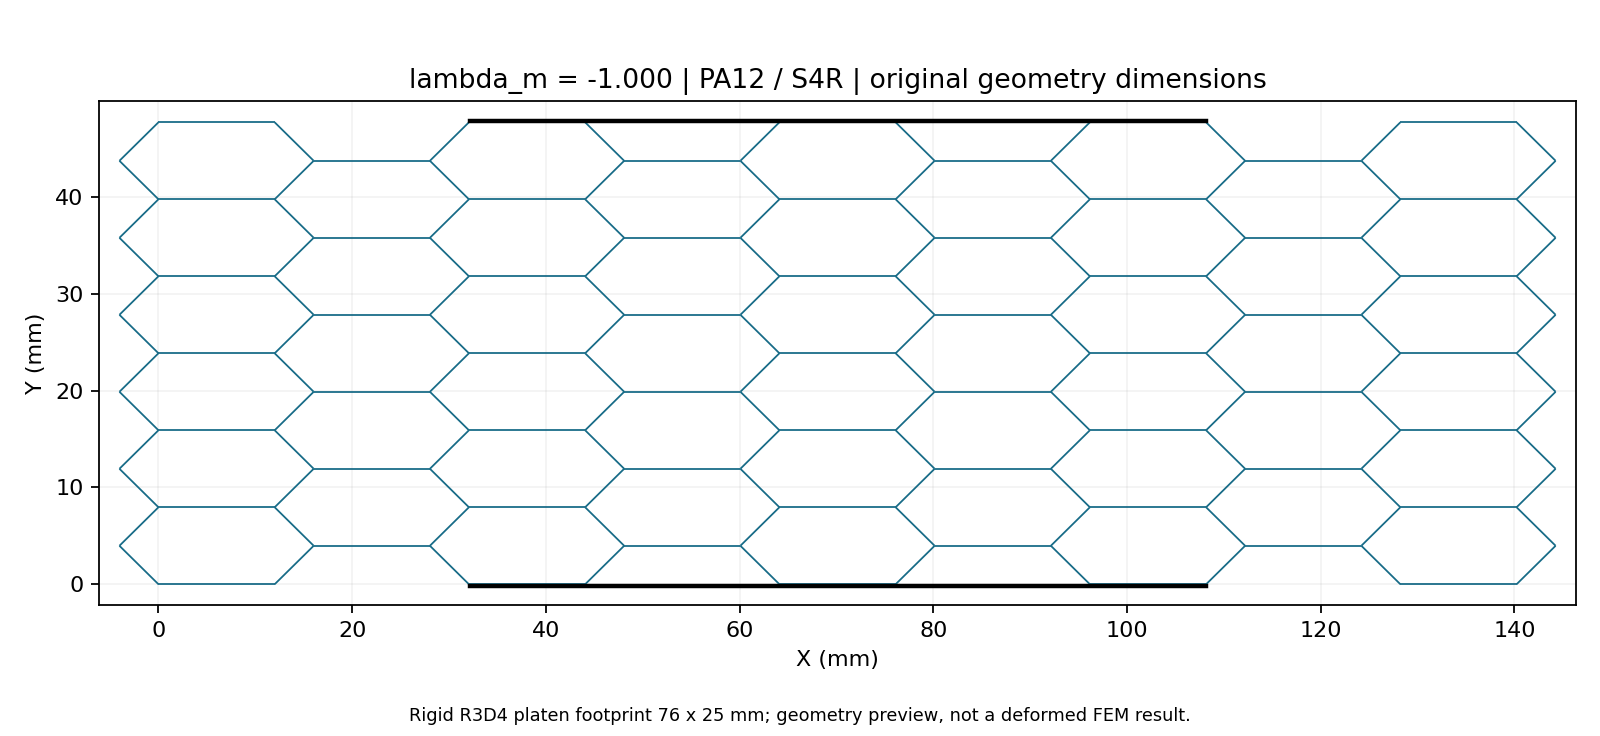 lambda_m = -1.000 | PA12 / S4R | original geometry dimensions
40
30
20
10
0
Y (mm)
0 20 40 60 80 100 120 140
X (mm)
Rigid R3D4 platen footprint 76 x 25 mm; geometry preview, not a deformed FEM result.